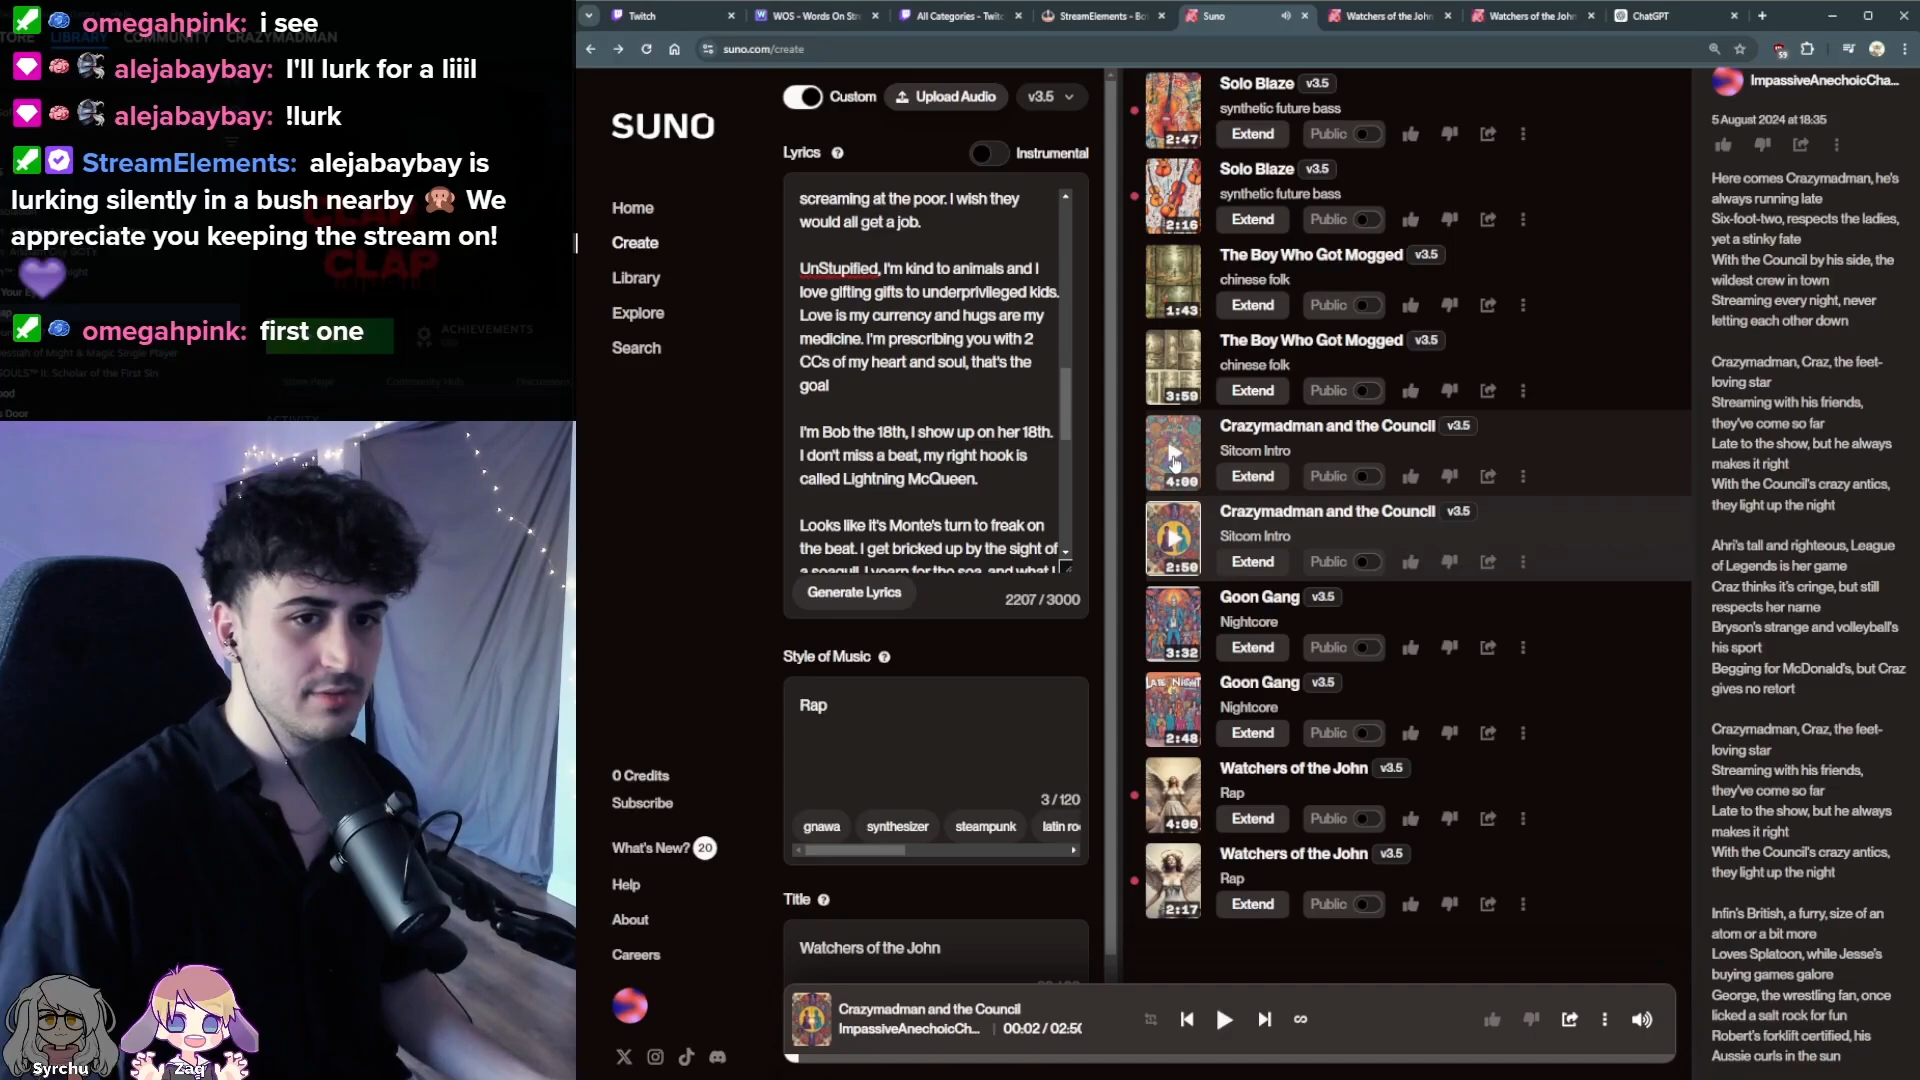 omegahpink: i see
alejabaybay: I'll lurk for a liiil
alejabaybay: !lurk
StreamElements: alejabaybay is
lurking silently in a bush nearby 🙊 We
appreciate you keeping the stream on!
💜
omegahpink: first one
LIBRARY
COMMUNITY
CRAZYMADMAN
CLAP
ACHIEVEMENTS
Syrchu
Zaq
Twitch
WOS - Words On Str
All Categories - Twitc
StreamElements - Bo
Suno
Watchers of the John
Watchers of the John
ChatGPT
suno.com/create
59
SUNO
Home
Create
Library
Explore
Search
0 Credits
Subscribe
What's New? 20
Help
About
Careers
Custom
Upload Audio
v3.5
Lyrics
Instrumental
screaming at the poor. I wish they
would all get a job.
UnStupified, I'm kind to animals and I
love gifting gifts to underprivileged kids.
Love is my currency and hugs are my
medicine. I'm prescribing you with 2
CCs of my heart and soul, that's the
goal
I'm Bob the 18th, I show up on her 18th.
I don't miss a beat, my right hook is
called Lightning McQueen.
Looks like it's Monte's turn to freak on
the beat. I get bricked up by the sight of
a seagull. I yearn for the sea, and what I
Generate Lyrics
2207 / 3000
Style of Music
Rap
3 / 120
gnawa
synthesizer
steampunk
latin ro
Title
Watchers of the John
Solo Blaze v3.5
synthetic future bass
2:47
Extend
Public
Solo Blaze v3.5
synthetic future bass
2:16
Extend
Public
The Boy Who Got Mogged v3.5
chinese folk
1:43
Extend
Public
The Boy Who Got Mogged v3.5
chinese folk
3:59
Extend
Public
Crazymadman and the Council v3.5
Sitcom Intro
4:00
Extend
Public
Crazymadman and the Council v3.5
Sitcom Intro
2:50
Extend
Public
Goon Gang v3.5
Nightcore
3:32
Extend
Public
Goon Gang v3.5
Nightcore
LATE NIGHT
2:48
Extend
Public
Watchers of the John v3.5
Rap
4:00
Extend
Public
Watchers of the John v3.5
Rap
2:17
Extend
Public
Crazymadman and the Council
ImpassiveAnechoicCh...
00:02 / 02:50
ImpassiveAnechoicCha...
5 August 2024 at 18:35
Here comes Crazymadman, he's
always running late
Six-foot-two, respects the ladies,
yet a stinky fate
With the Council by his side, the
wildest crew in town
Streaming every night, never
letting each other down
Crazymadman, Craz, the feet-
loving star
Streaming with his friends,
they've come so far
Late to the show, but he always
makes it right
With the Council's crazy antics,
they light up the night
Ahri's tall and righteous, League
of Legends is her game
Craz thinks it's cringe, but still
respects her name
Bryson's strange and volleyball's
his sport
Begging for McDonald's, but Craz
gives no retort
Crazymadman, Craz, the feet-
loving star
Streaming with his friends,
they've come so far
Late to the show, but he always
makes it right
With the Council's crazy antics,
they light up the night
Infin's British, a furry, size of an
atom or a bit more
Loves Splatoon, while Jesse's
buying games galore
George, the wrestling fan, once
licked a salt rock for fun
Robert's forklift certified, his
Aussie curls in the sun